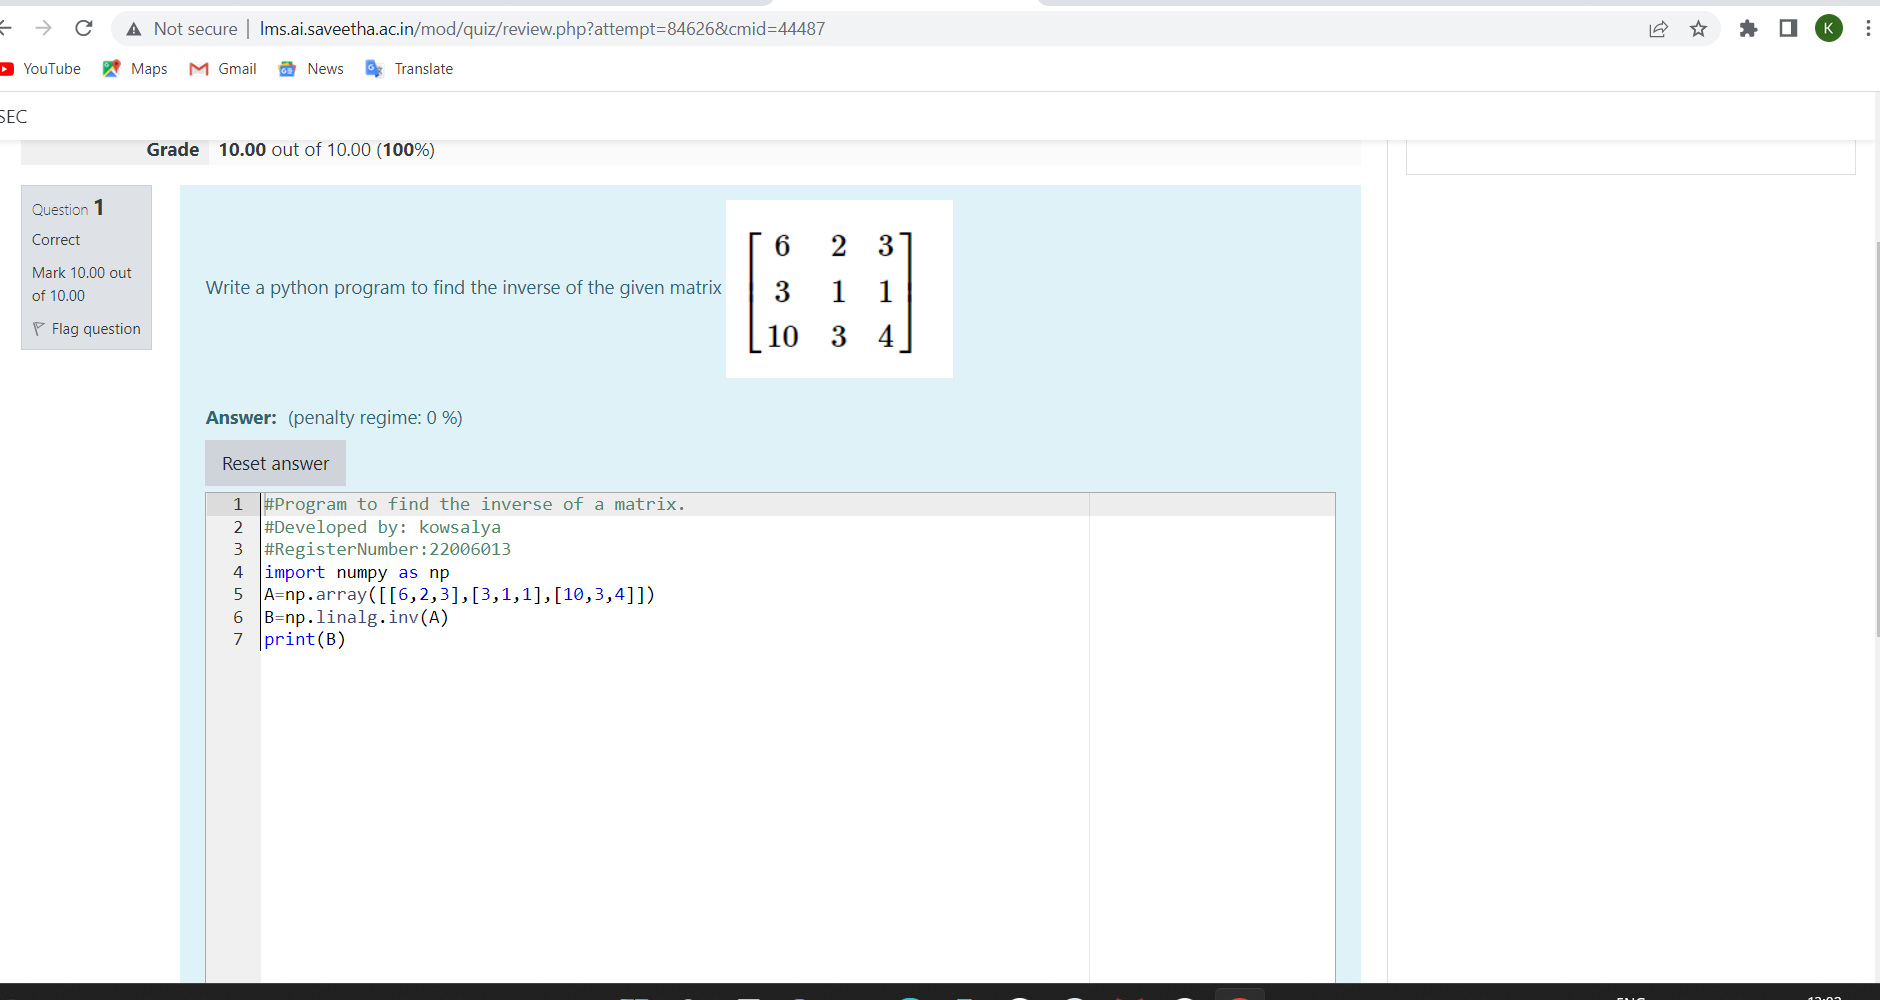 Not secure | lms.ai.saveetha.ac.in/mod/quiz/review.php?attempt=84626&cmid=44487
K
YouTube Maps Gmail News Translate
SEC
Grade 10.00 out of 10.00 (100%)
Question 1
Correct
Mark 10.00 out
of 10.00
Flag question
Write a python program to find the inverse of the given matrix
6 2 3
3 1 1
10 3 4
Answer: (penalty regime: 0 %)
Reset answer
1 #Program to find the inverse of a matrix.
2 #Developed by: kowsalya
3 #RegisterNumber:22006013
4 import numpy as np
5 A=np.array([[6,2,3],[3,1,1],[10,3,4]])
6 B=np.linalg.inv(A)
7 print(B)